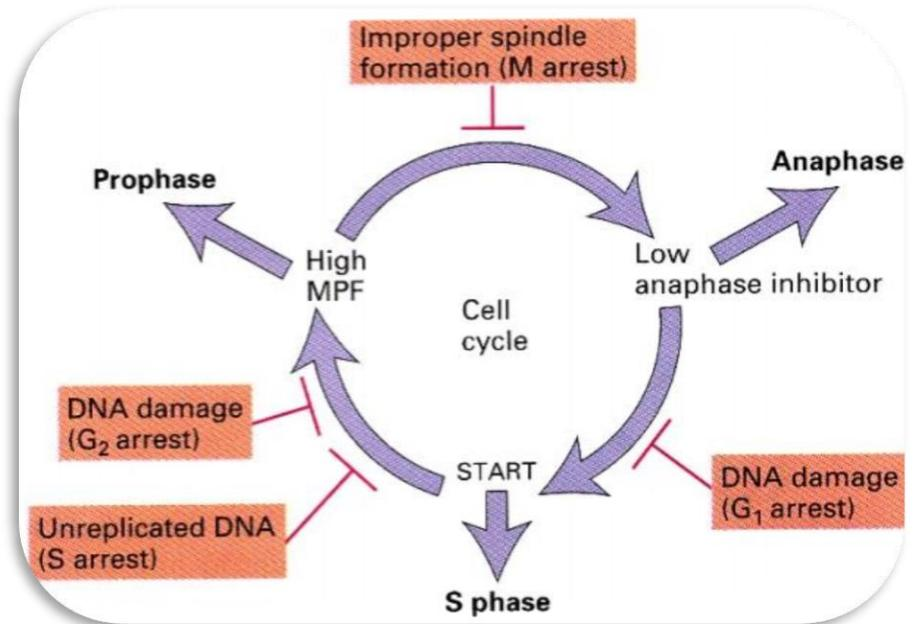 Improper spindle
formation (M arrest)
Prophase
Anaphase
High
MPF
Low
anaphase inhibitor
Cell
cycle
DNA damage
(G₂ arrest)
START
DNA damage
(G₁ arrest)
Unreplicated DNA
(S arrest)
S phase